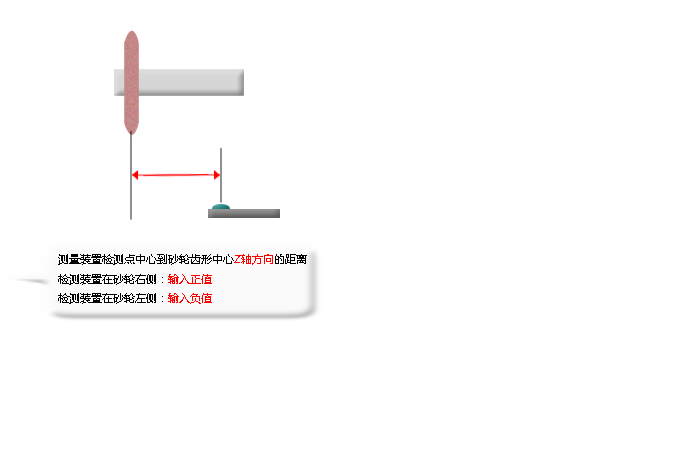 测量装置检测点中心到砂轮齿形中心Z轴方向的距离
检测装置在砂轮右侧：输入正值
检测装置在砂轮左侧：输入负值